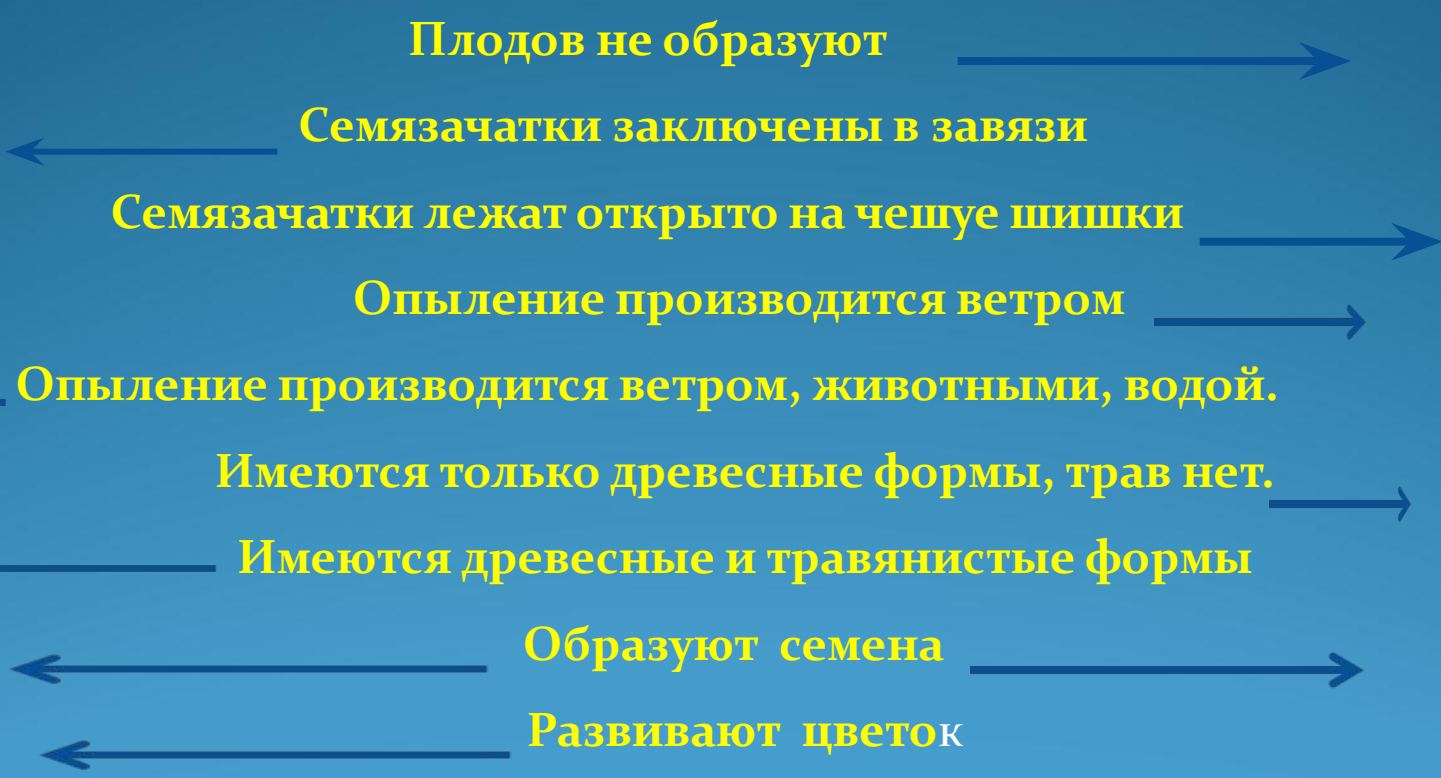 Плодов не образуют
Семязачатки заключены в завязи
Семязачатки лежат открыто на чешуе шишки
Опыление производится ветром
Опыление производится ветром, животными, водой.
Имеются только древесные формы, трав нет.
Имеются древесные и травянистые формы
Образуют семена
Развивают цветок